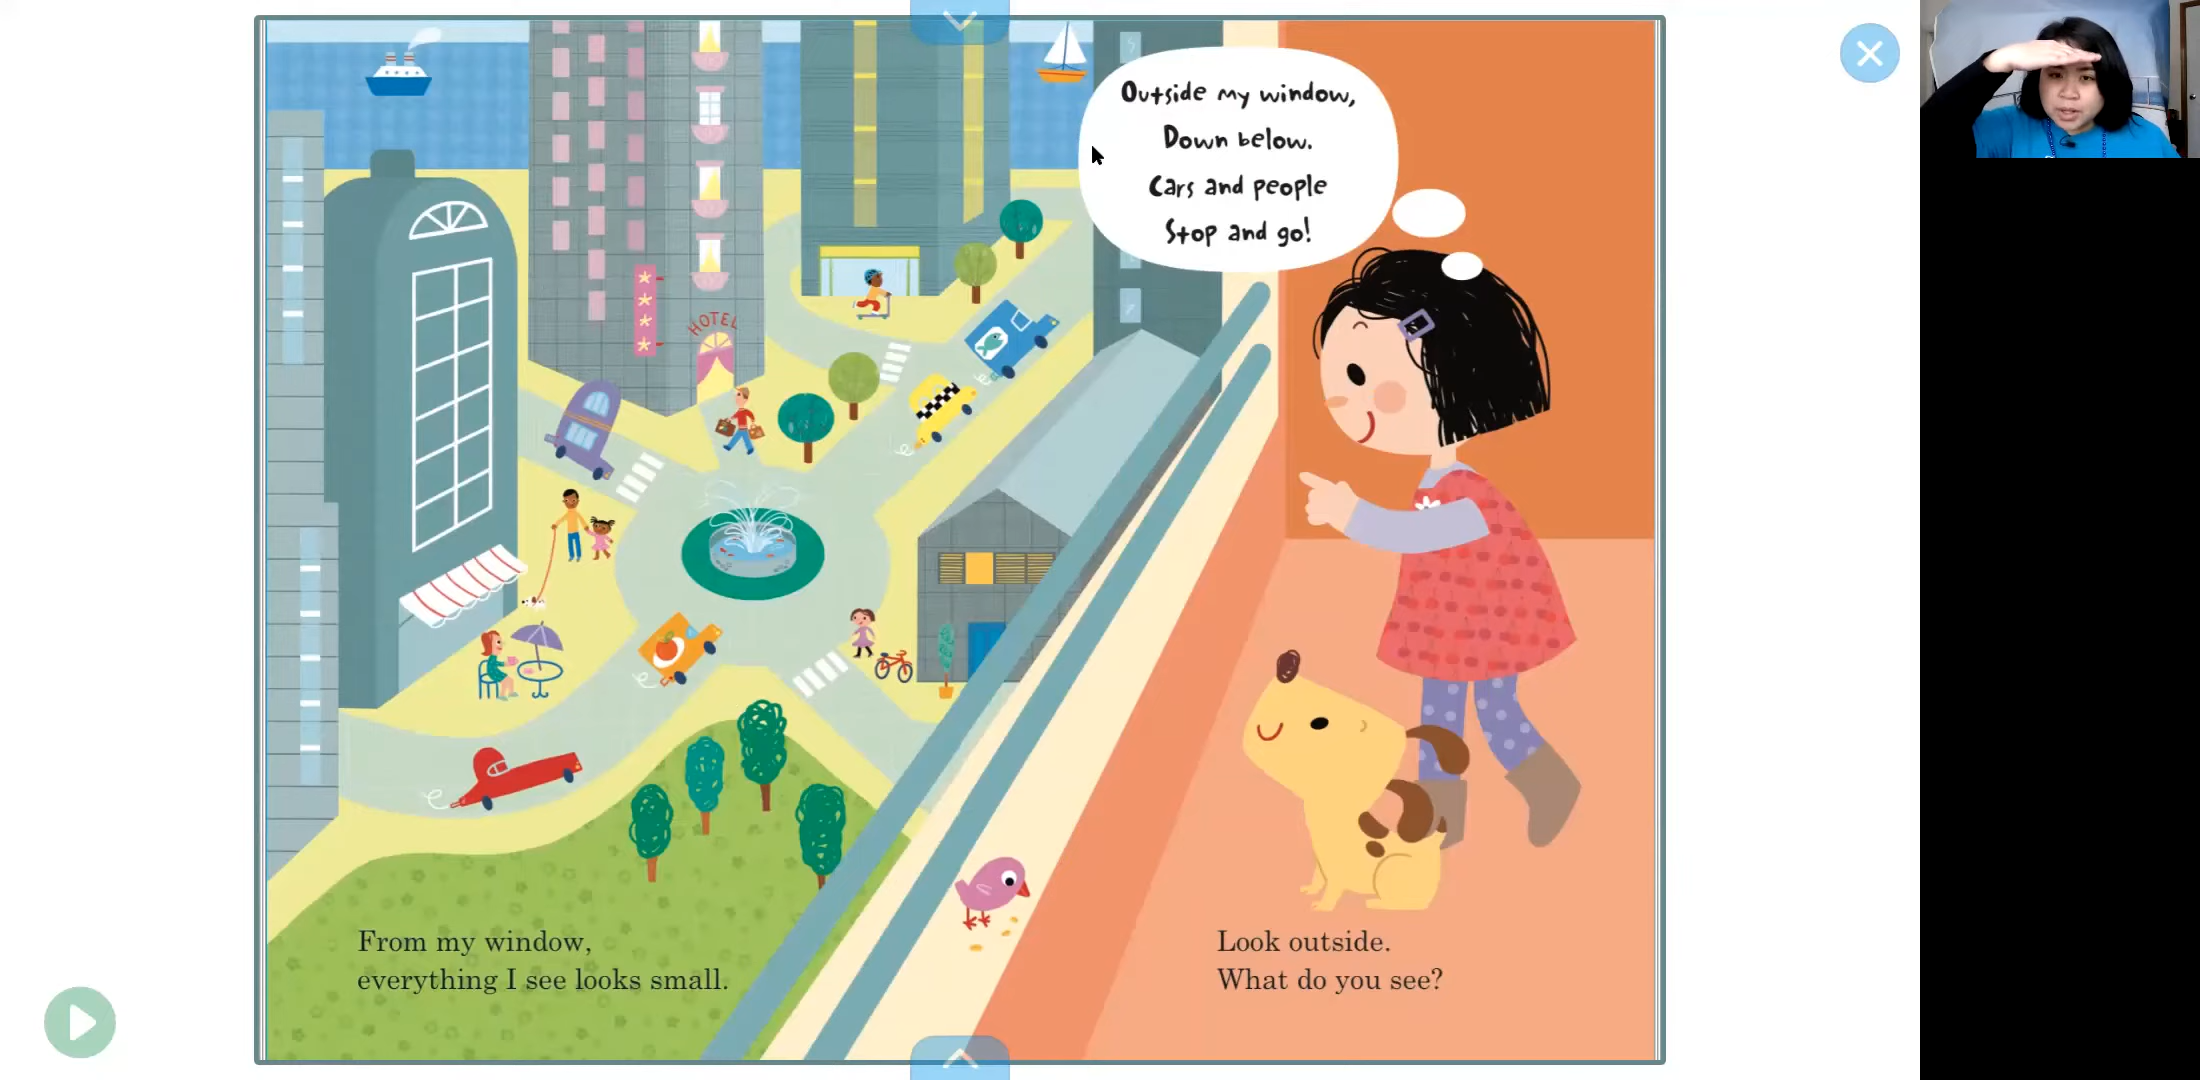 Outside my window,
Down below.
Cars and people
Stop and go!
HOTEL
From my window,
everything I see looks small.
Look outside.
What do you see?